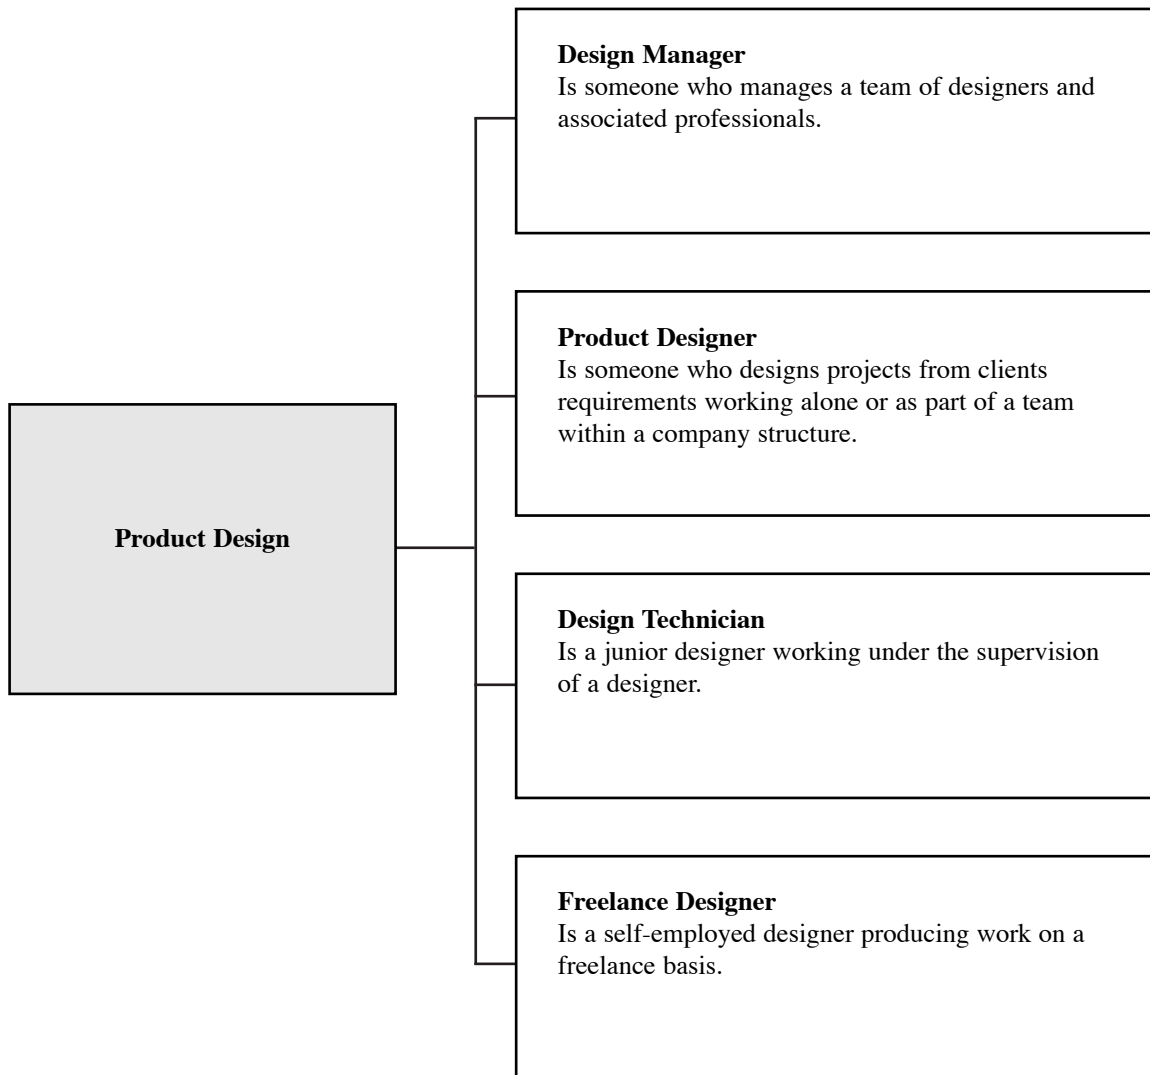 Design Manager
Is someone who manages a team of designers and
associated professionals.
Product Designer
Is someone who designs projects from clients
requirements working alone or as part of a team
within a company structure.
Product Design
Design Technician
Is a junior designer working under the supervision
of a designer.
Freelance Designer
Is a self-employed designer producing work on a
freelance basis.